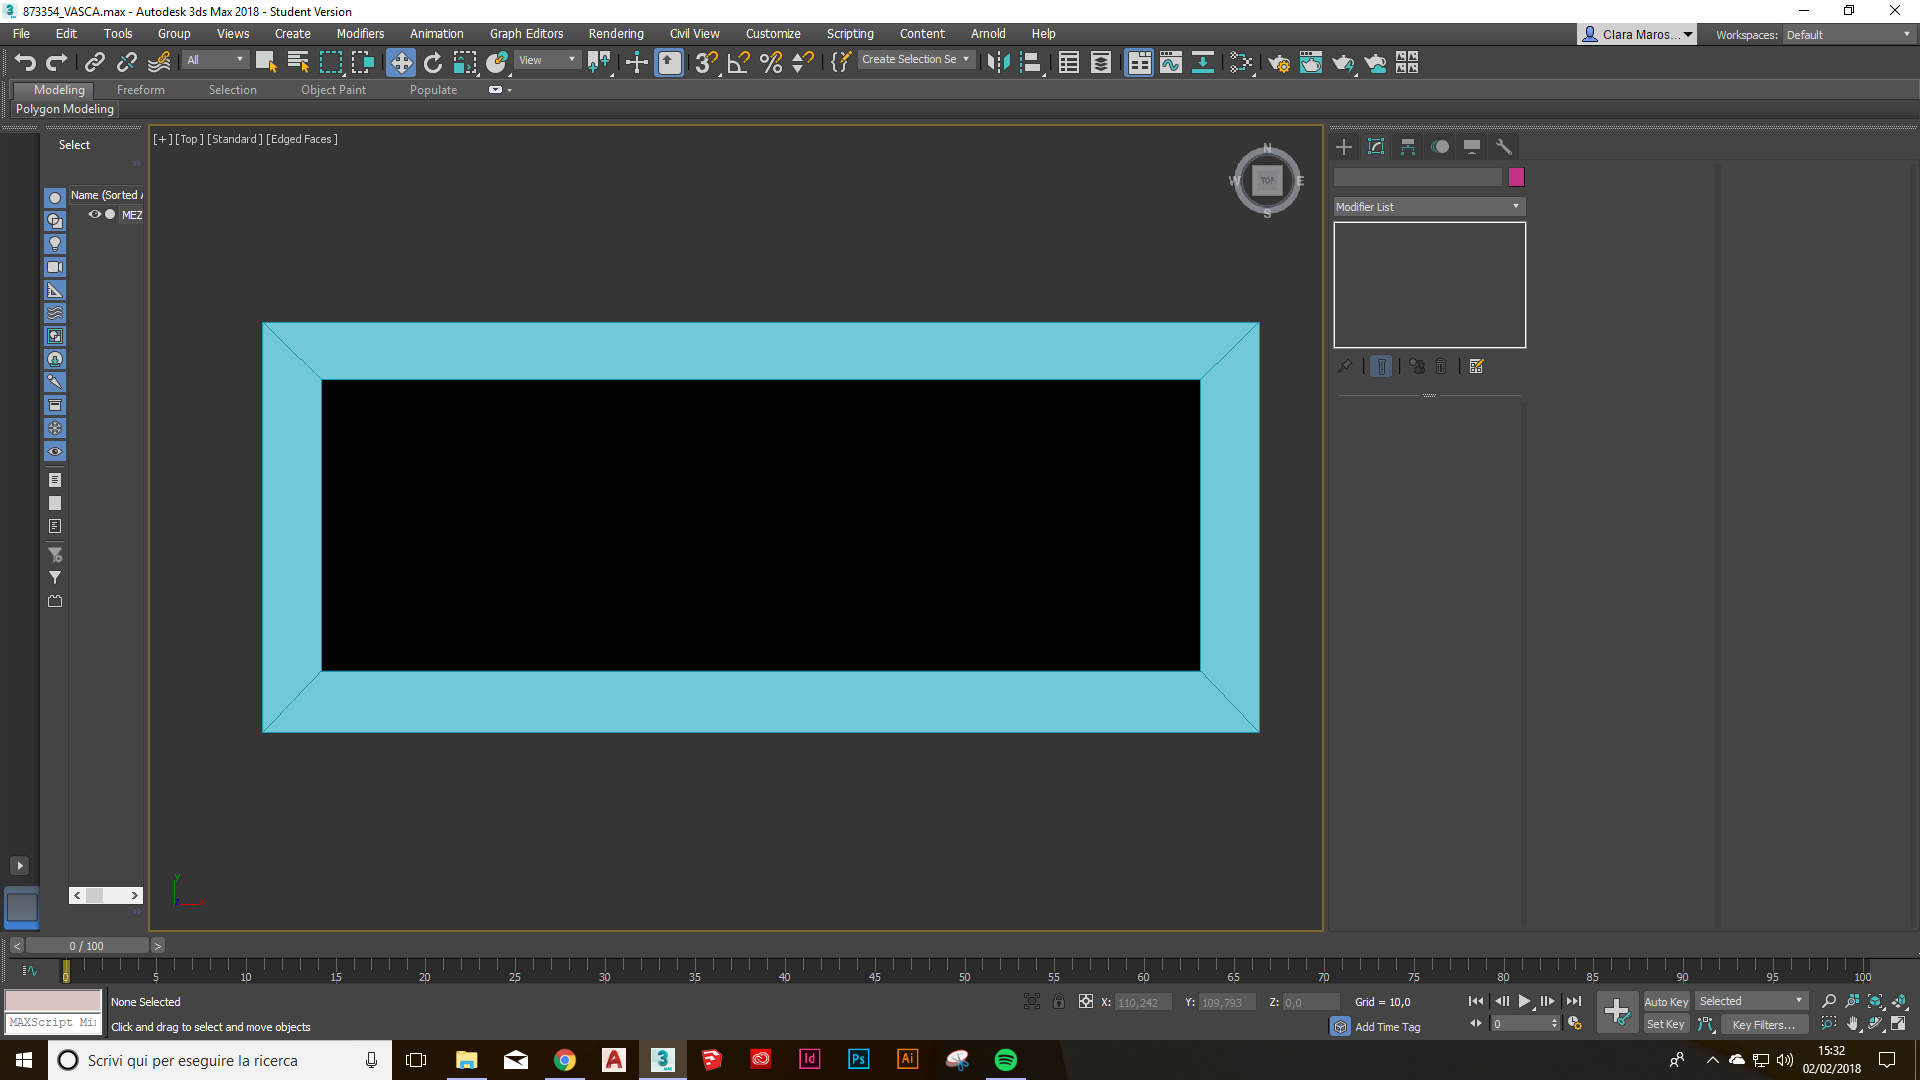 873354_VASCA.max - Autodesk 3ds Max 2018 - Student Version
File Edit Tools Group Views Create Modifiers Animation Graph Editors Rendering Civil View Customize Scripting Content Arnold Help
Clara Maros... Workspaces: Default
All View Create Selection Se
Modeling Freeform Selection Object Paint Populate
Polygon Modeling
Select
[+] [Top] [Standard] [Edged Faces]
N
W TOP E
S
Name (Sorted
MEZ
Modifier List
y
0 / 100
0 5 10 15 20 25 30 35 40 45 50 55 60 65 70 75 80 85 90 95 100
None Selected
X: 110,242 Y: 109,793 Z: 0,0 Grid = 10,0
Auto Key Selected
MAXScript Mi
Click and drag to select and move objects
Add Time Tag
0
Set Key Key Filters...
Scrivi qui per eseguire la ricerca
Id Ps Ai
15:32
02/02/2018